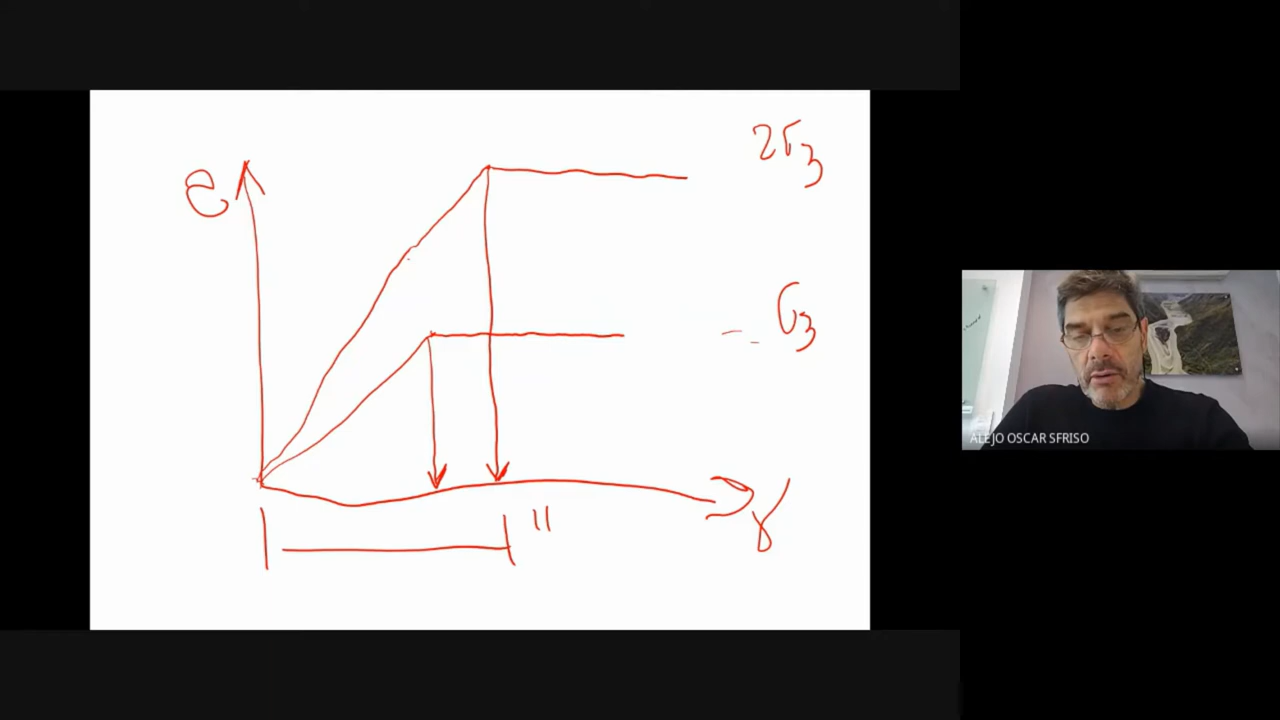 2σ3
σ3
γ
"
ALEJO OSCAR SFRISO